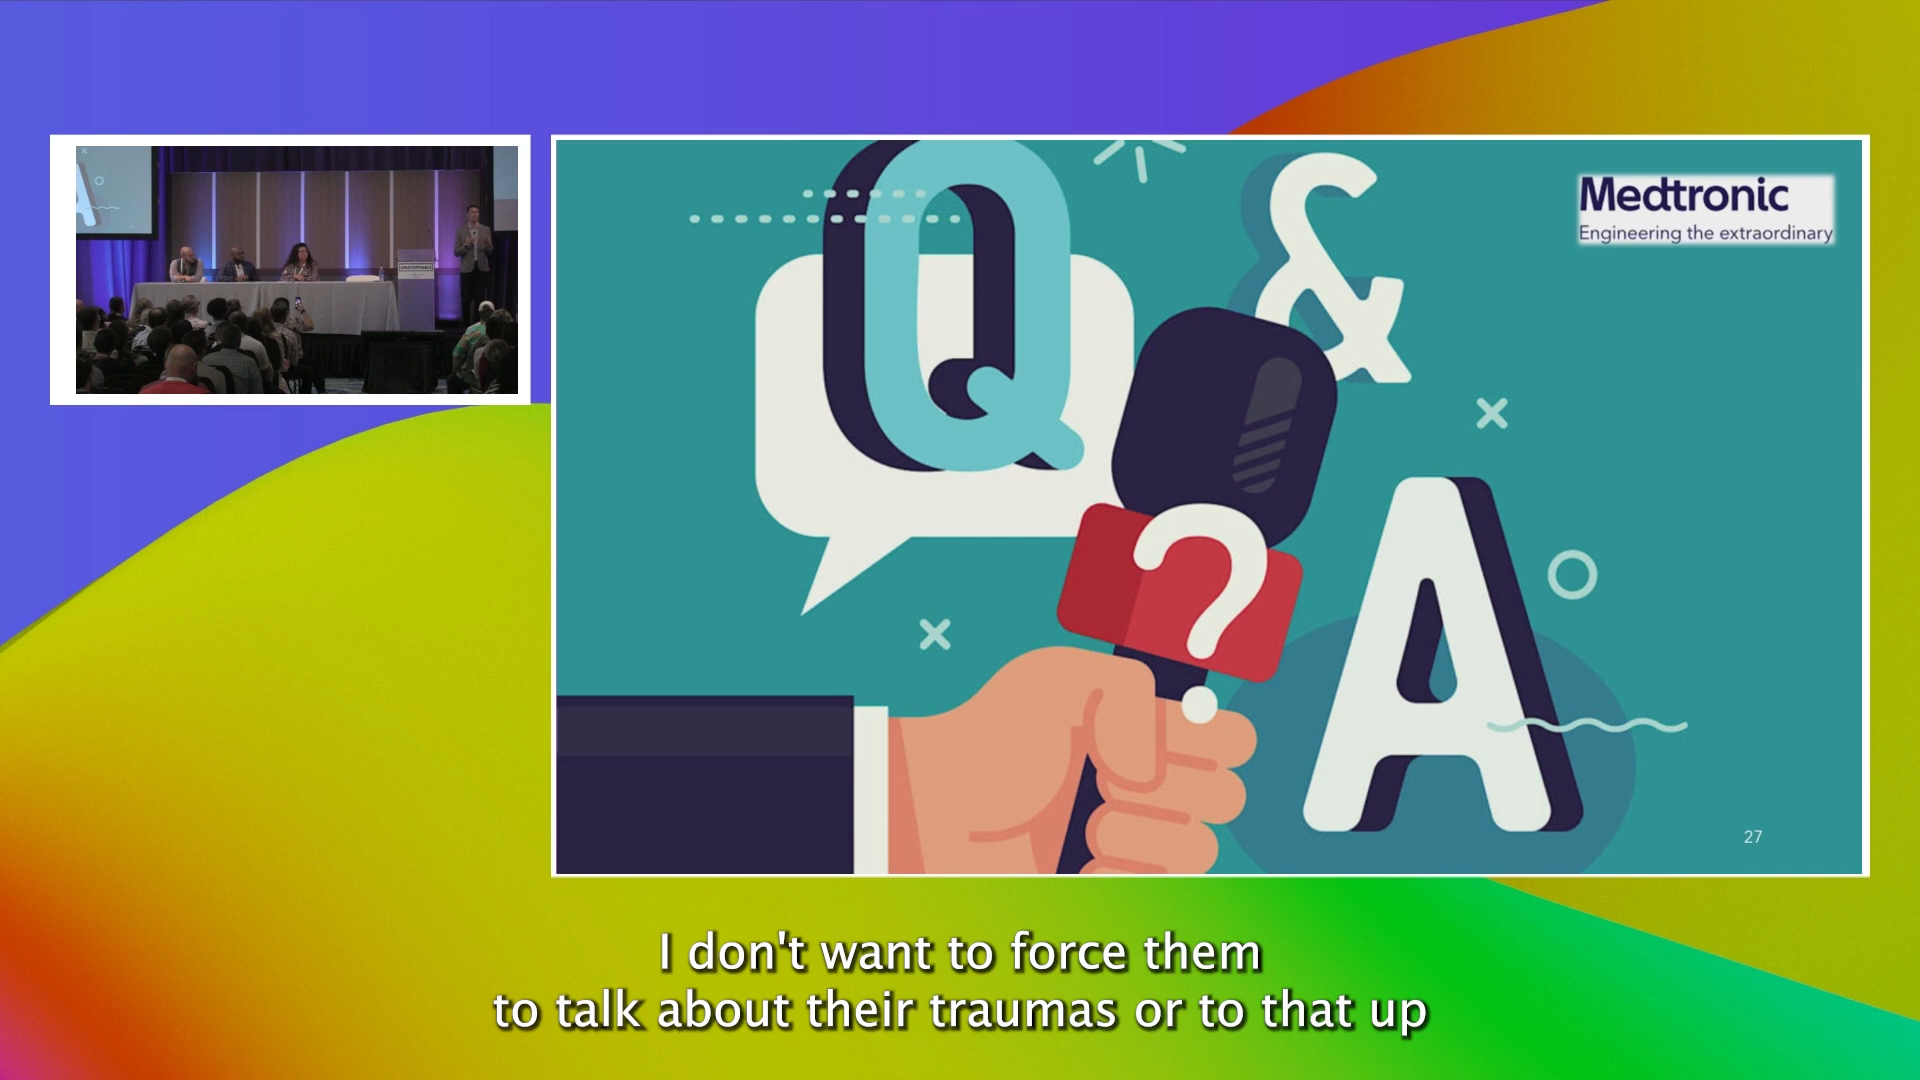 UNSTOPPABLE
Q
&
A
?
Medtronic
Engineering the extraordinary
27
I don't want to force them
to talk about their traumas or to that up